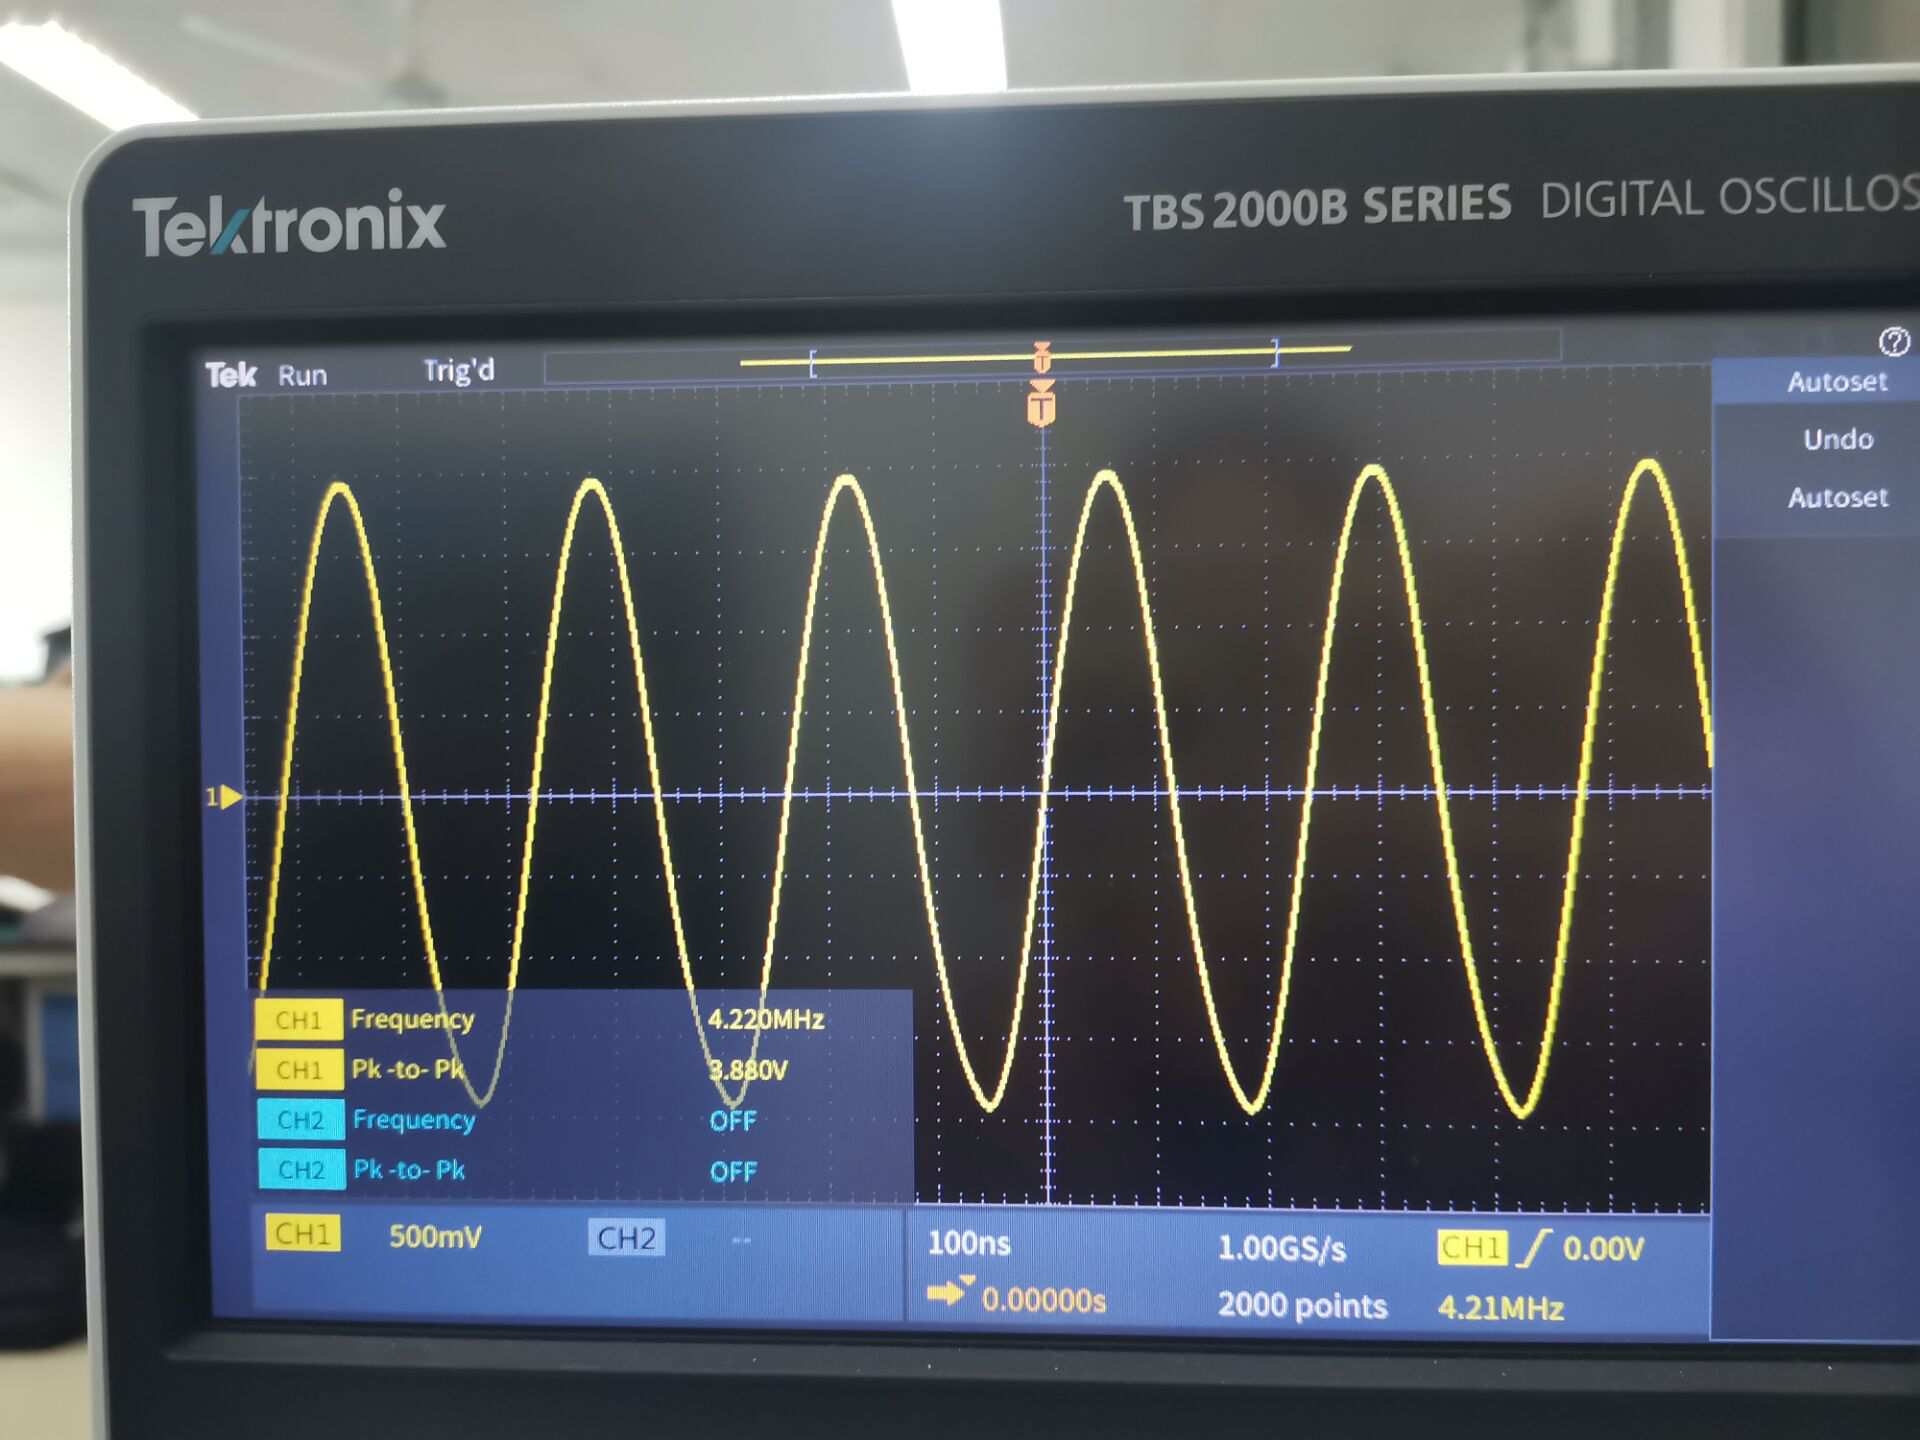 Tektronix
TBS 2000B SERIES DIGITAL OSCILLOS
Tek Run Trig'd
T
T
Autoset
Undo
Autoset
1
CH1 Frequency 4.220MHz
CH1 Pk -to- Pk 3.880V
CH2 Frequency OFF
CH2 Pk -to- Pk OFF
CH1 500mV CH2 --
100ns 1.00GS/s CH1 0.00V
0.00000s 2000 points 4.21MHz